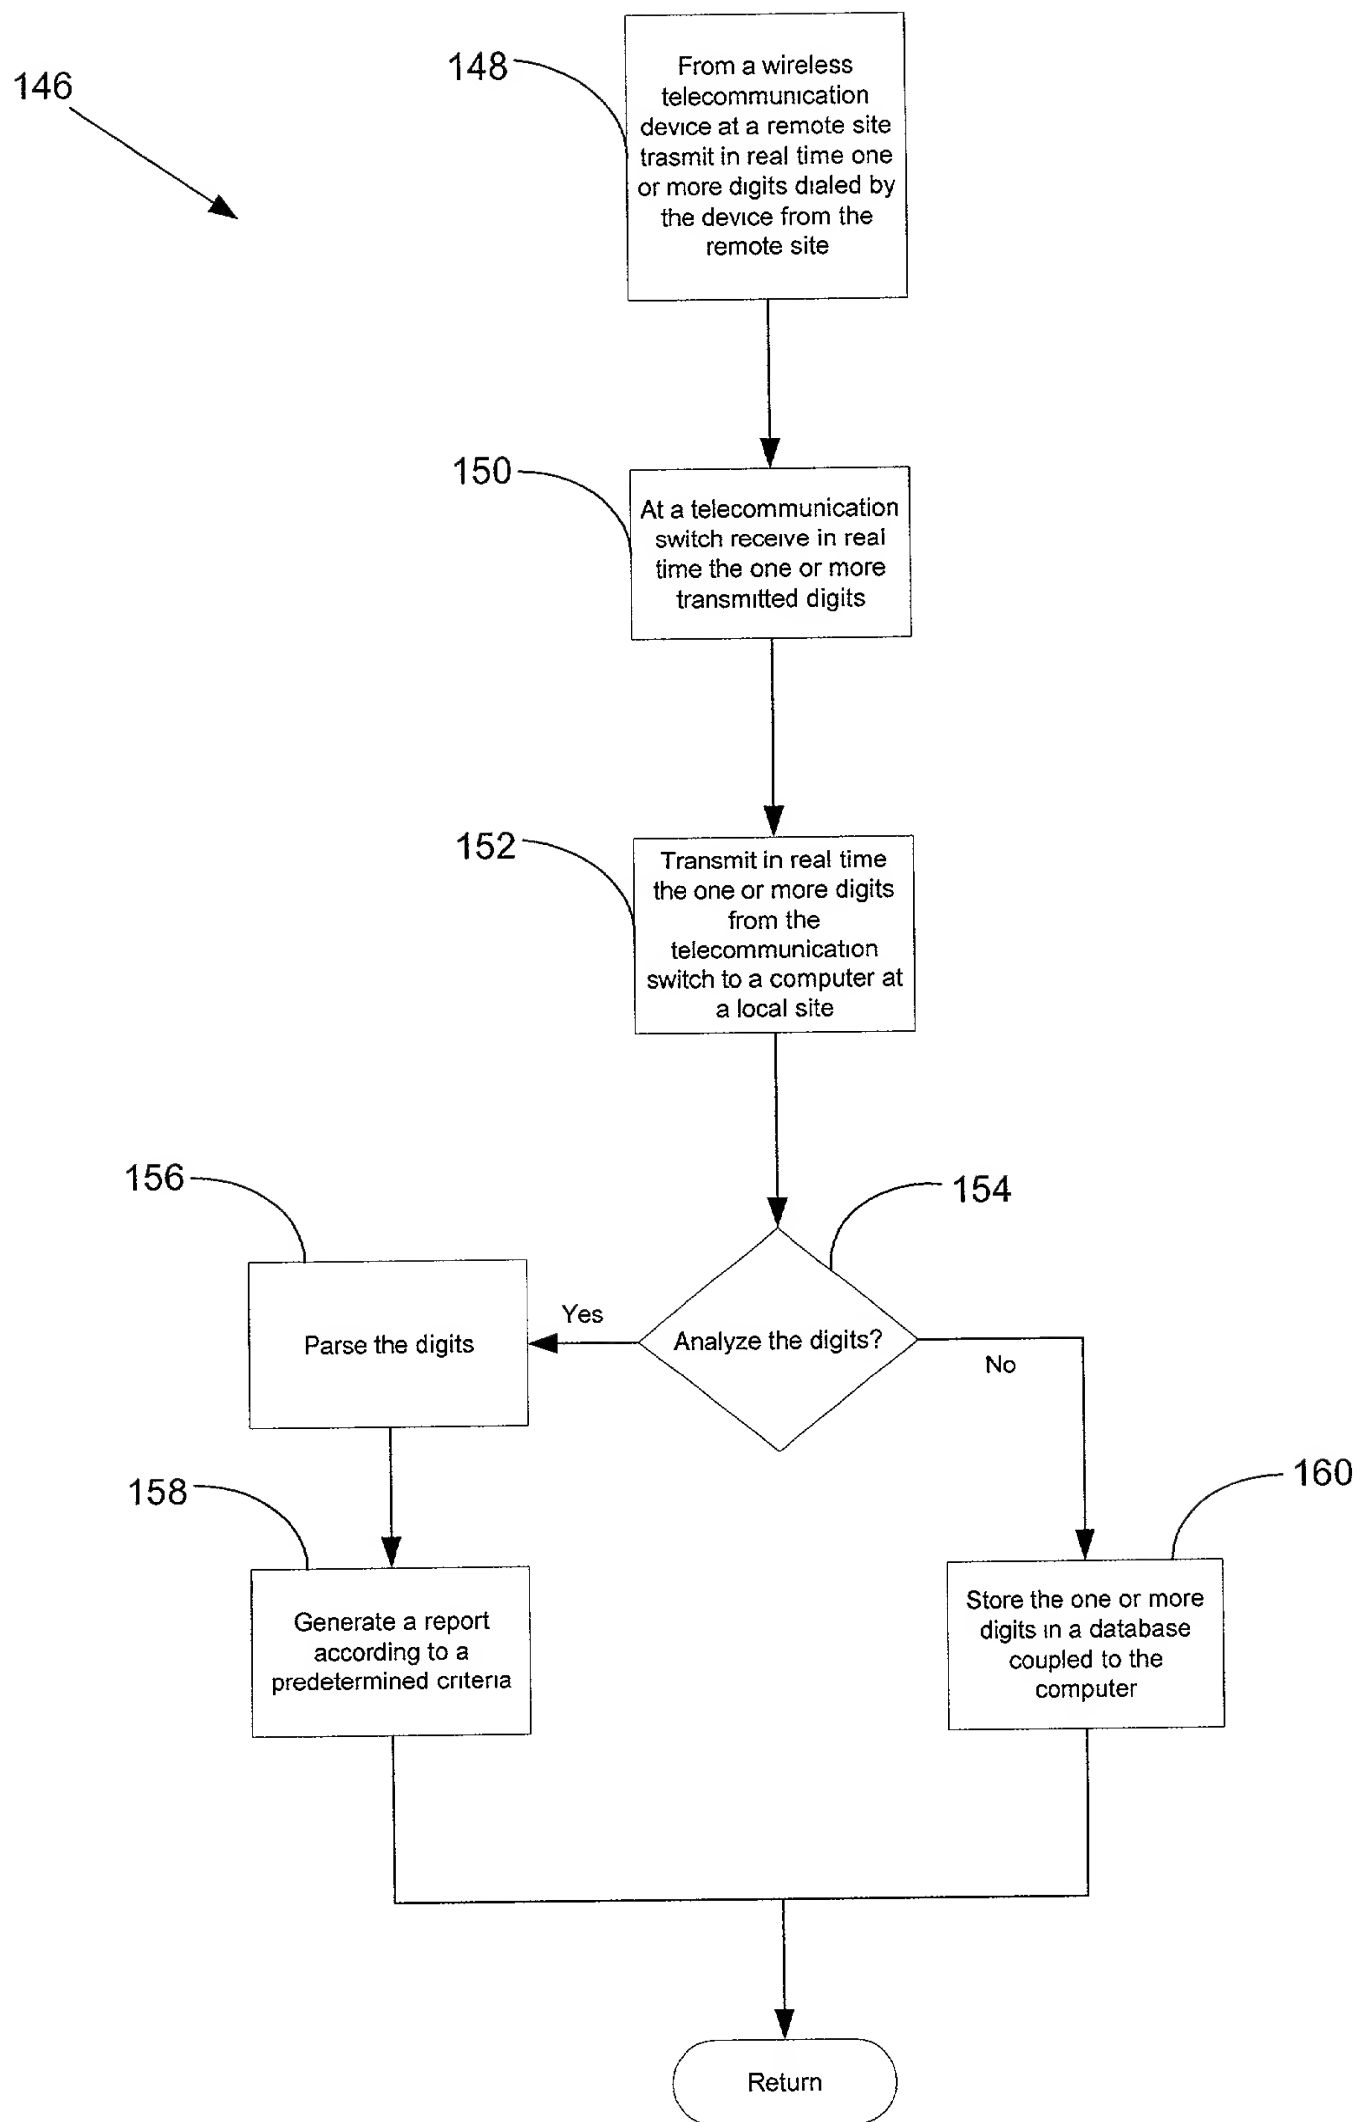 146
148
From a wireless
telecommunication
device at a remote site
trasmit in real time one
or more digits dialed by
the device from the
remote site
150
At a telecommunication
switch receive in real
time the one or more
transmitted digits
152
Transmit in real time
the one or more digits
from the
telecommunication
switch to a computer at
a local site
154
Analyze the digits?
Yes
No
156
Parse the digits
158
Generate a report
according to a
predetermined criteria
160
Store the one or more
digits in a database
coupled to the
computer
Return